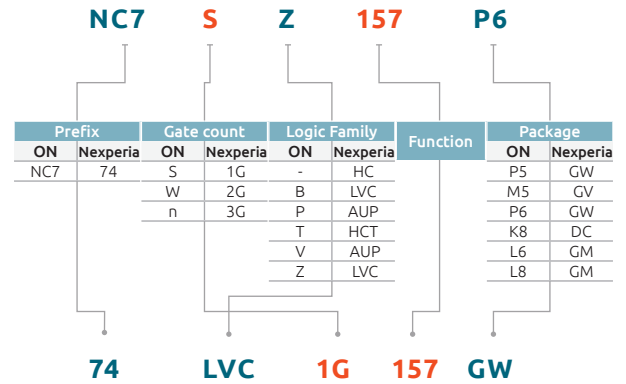 NC7 S Z 157 P6
Prefix Gate count Logic Family Function Package
ON Nexperia ON Nexperia ON Nexperia ON Nexperia
NC7 74 S 1G - HC P5 GW
W 2G B LVC M5 GV
n 3G P AUP P6 GW
T HCT K8 DC
V AUP L6 GM
Z LVC L8 GM
74 LVC 1G 157 GW